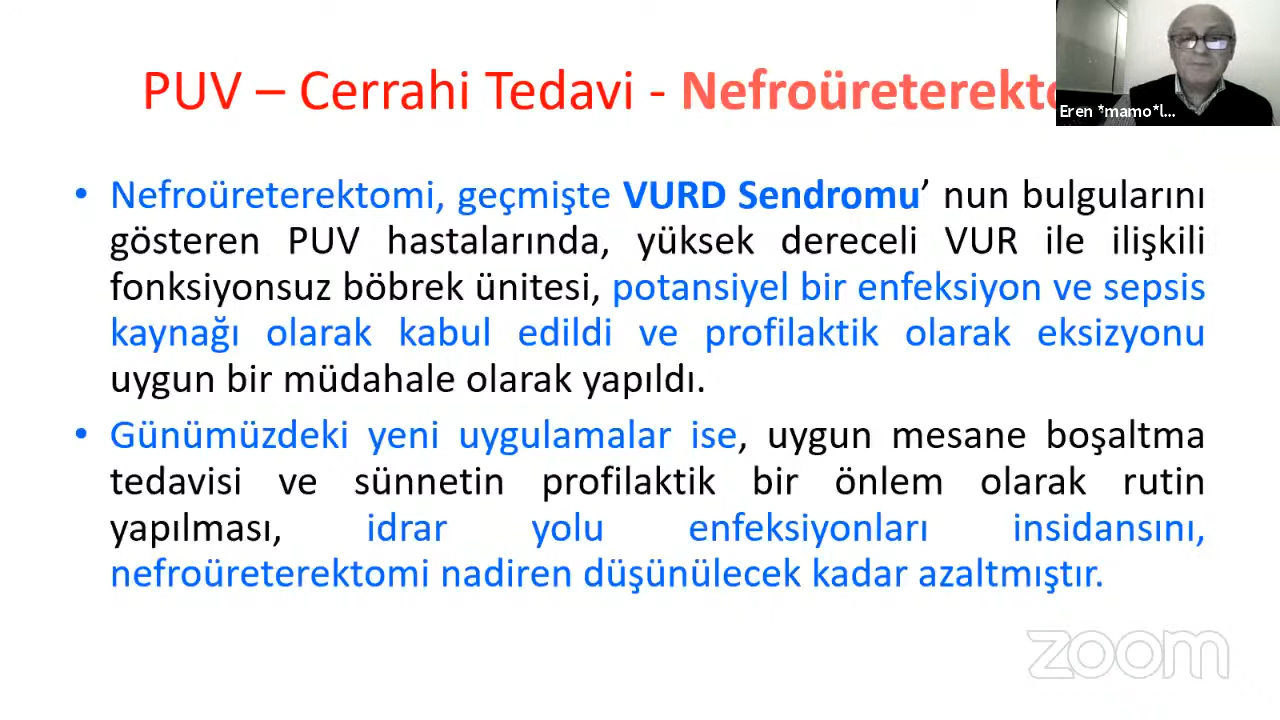 PUV – Cerrahi Tedavi - Nefroüreterekto
Eren *mamo*l...
• Nefroüreterektomi, geçmişte VURD Sendromu’ nun bulgularını
gösteren PUV hastalarında, yüksek dereceli VUR ile ilişkili
fonksiyonsuz böbrek ünitesi, potansiyel bir enfeksiyon ve sepsis
kaynağı olarak kabul edildi ve profilaktik olarak eksizyonu
uygun bir müdahale olarak yapıldı.
• Günümüzdeki yeni uygulamalar ise, uygun mesane boşaltma
tedavisi ve sünnetin profilaktik bir önlem olarak rutin
yapılması, idrar yolu enfeksiyonları insidansını,
nefroüreterektomi nadiren düşünülecek kadar azaltmıştır.
zoom